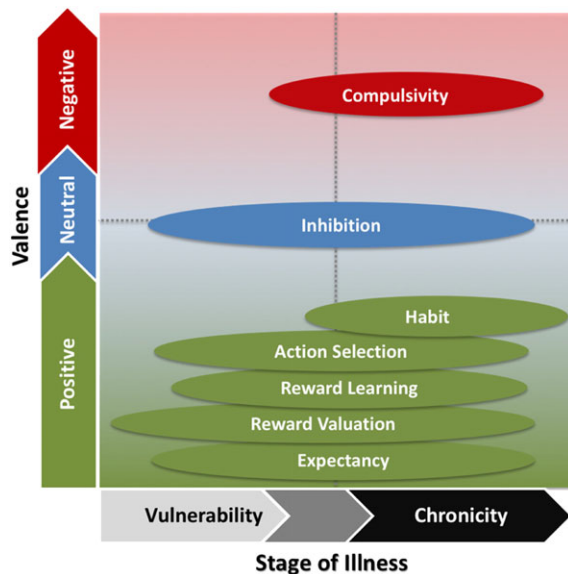 Valence
Negative
Neutral
Positive
Compulsivity
Inhibition
Habit
Action Selection
Reward Learning
Reward Valuation
Expectancy
Vulnerability
Chronicity
Stage of Illness